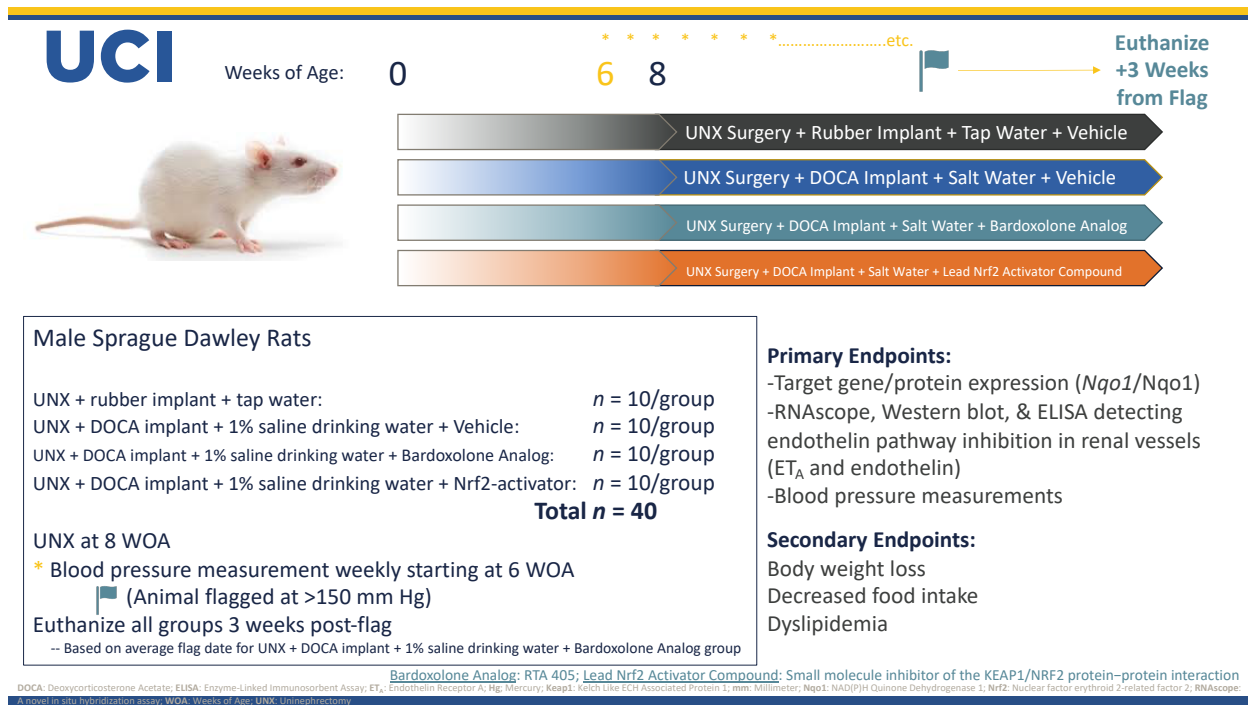 * * * * * * *........................etc.
UCI
Weeks of Age: 0 6 8
Euthanize
+3 Weeks
from Flag
UNX Surgery + Rubber Implant + Tap Water + Vehicle
UNX Surgery + DOCA Implant + Salt Water + Vehicle
UNX Surgery + DOCA Implant + Salt Water + Bardoxolone Analog
UNX Surgery + DOCA Implant + Salt Water + Lead Nrf2 Activator Compound
Male Sprague Dawley Rats
UNX + rubber implant + tap water: n = 10/group
UNX + DOCA implant + 1% saline drinking water + Vehicle: n = 10/group
UNX + DOCA implant + 1% saline drinking water + Bardoxolone Analog: n = 10/group
UNX + DOCA implant + 1% saline drinking water + Nrf2-activator: n = 10/group
Total n = 40
UNX at 8 WOA
* Blood pressure measurement weekly starting at 6 WOA
(Animal flagged at >150 mm Hg)
Euthanize all groups 3 weeks post-flag
-- Based on average flag date for UNX + DOCA implant + 1% saline drinking water + Bardoxolone Analog group
Primary Endpoints:
-Target gene/protein expression (Nqo1/Nqo1)
-RNAscope, Western blot, & ELISA detecting
endothelin pathway inhibition in renal vessels
(ETA and endothelin)
-Blood pressure measurements
Secondary Endpoints:
Body weight loss
Decreased food intake
Dyslipidemia
Bardoxolone Analog: RTA 405; Lead Nrf2 Activator Compound: Small molecule inhibitor of the KEAP1/NRF2 protein−protein interaction
DOCA: Deoxycorticosterone Acetate; ELISA: Enzyme-Linked Immunosorbent Assay; ETA: Endothelin Receptor A; Hg: Mercury; Keap1: Kelch Like ECH Associated Protein 1; mm: Millimeter; Nqo1: NAD(P)H Quinone Dehydrogenase 1; Nrf2: Nuclear factor erythroid 2-related factor 2; RNAscope:
A novel in situ hybridization assay; WOA: Weeks of Age; UNX: Uninephrectomy